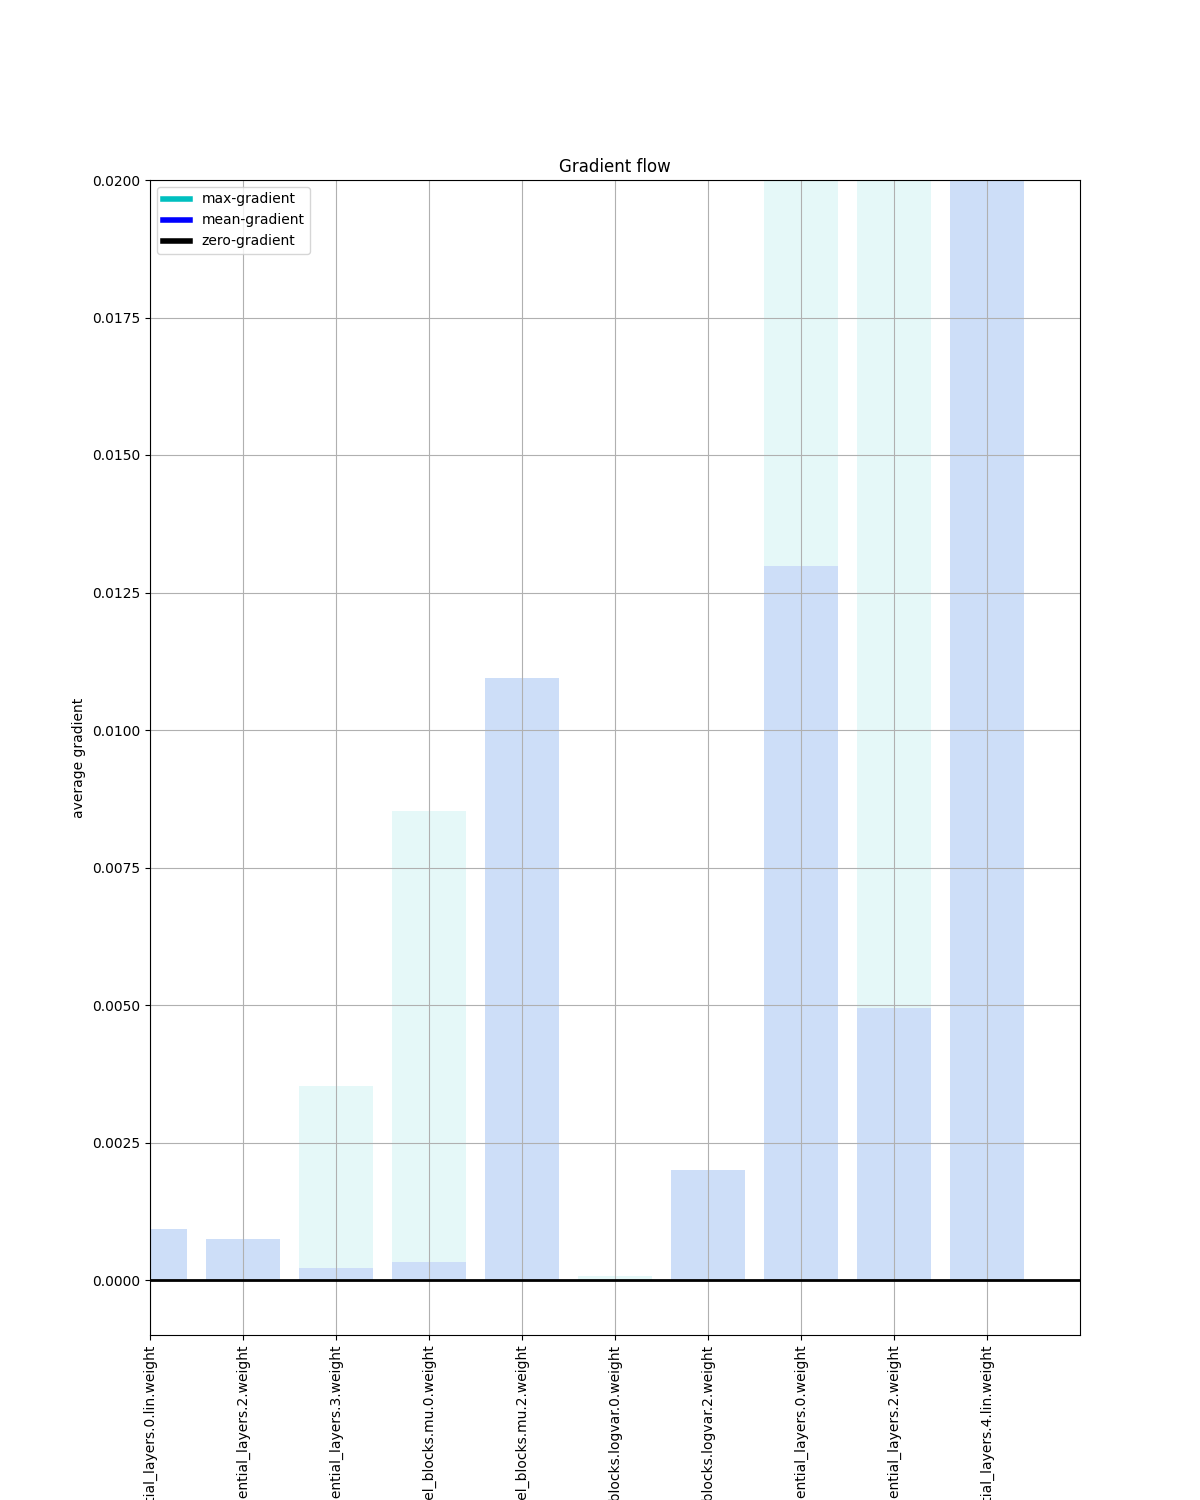 Gradient flow
max-gradient
mean-gradient
zero-gradient
0.0200
0.0175
0.0150
0.0125
0.0100
0.0075
0.0050
0.0025
0.0000
average gradient
tial_layers.0.lin.weight
ential_layers.2.weight
ential_layers.3.weight
el_blocks.mu.0.weight
el_blocks.mu.2.weight
blocks.logvar.0.weight
blocks.logvar.2.weight
ential_layers.0.weight
ential_layers.2.weight
tial_layers.4.lin.weight